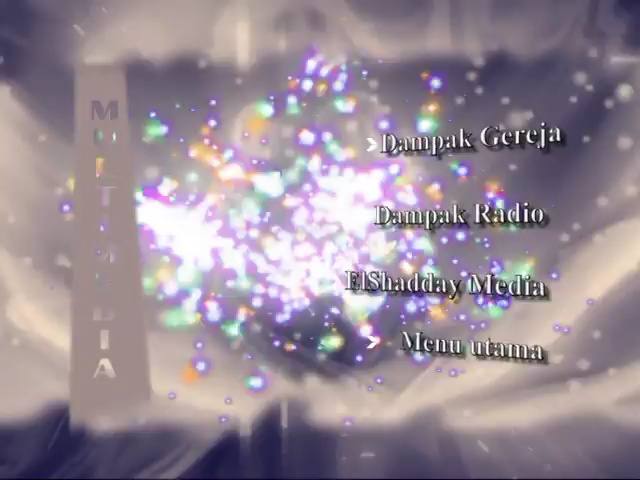 MULTIMEDIA
Dampak Gereja
Dampak Radio
ElShadday Media
Menu utama